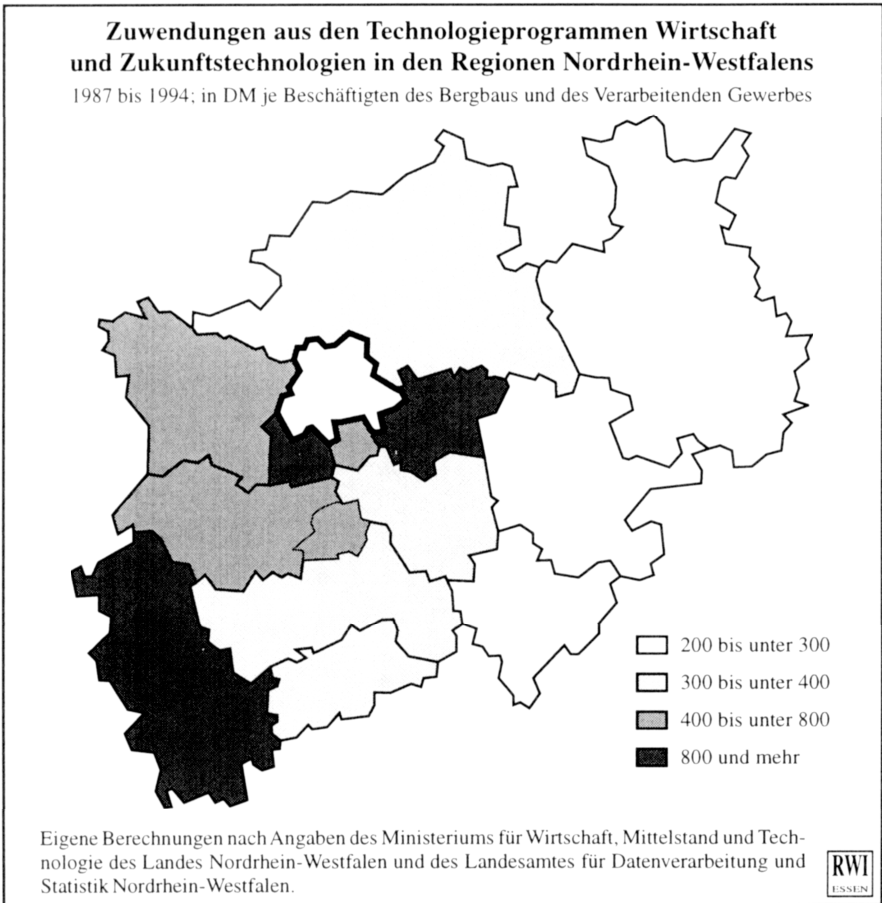 Zuwendungen aus den Technologieprogrammen Wirtschaft
und Zukunftstechnologien in den Regionen Nordrhein-Westfalens
1987 bis 1994; in DM je Beschäftigten des Bergbaus und des Verarbeitenden Gewerbes
200 bis unter 300
300 bis unter 400
400 bis unter 800
800 und mehr
Eigene Berechnungen nach Angaben des Ministeriums für Wirtschaft, Mittelstand und Tech-
nologie des Landes Nordrhein-Westfalen und des Landesamtes für Datenverarbeitung und
Statistik Nordrhein-Westfalen.
RWI
ESSEN